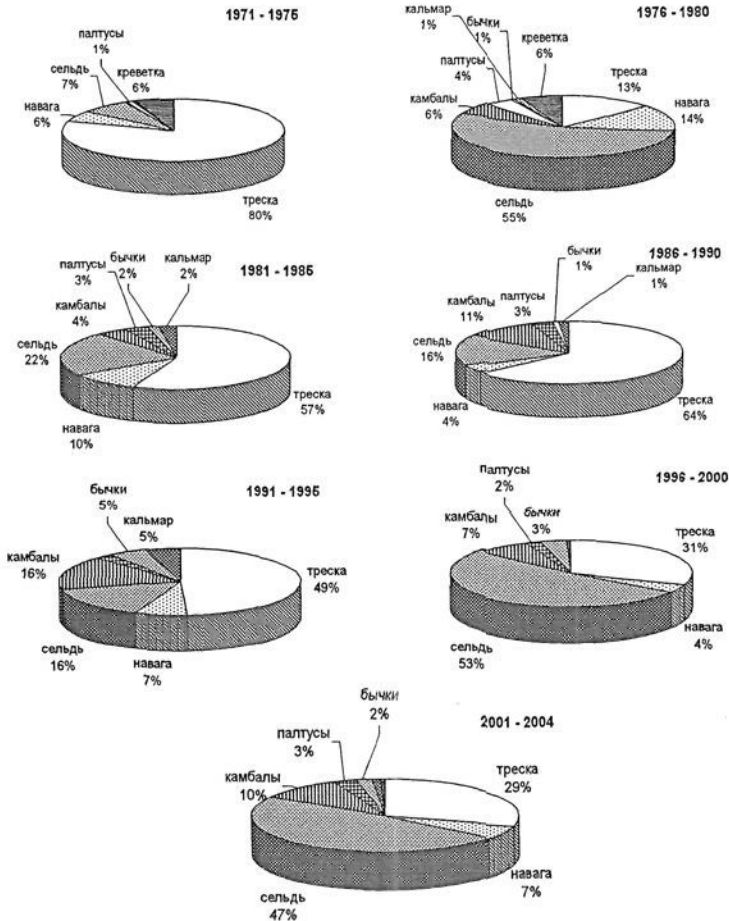 1971 - 1975
палтусы
1%
сельдь
7%
креветка
6%
навага
6%
треска
80%
1976 - 1980
кальмар
1%
бычки
1%
креветка
6%
палтусы
4%
треска
13%
камбалы
6%
навага
14%
сельдь
55%
1981 - 1985
бычки
2%
кальмар
2%
палтусы
3%
камбалы
4%
сельдь
22%
треска
57%
навага
10%
1986 - 1990
бычки
1%
кальмар
1%
палтусы
3%
камбалы
11%
сельдь
16%
навага
4%
треска
64%
1991 - 1995
бычки
5%
кальмар
5%
камбалы
16%
треска
49%
сельдь
16%
навага
7%
1996 - 2000
палтусы
2%
бычки
3%
камбалы
7%
треска
31%
навага
4%
сельдь
53%
2001 - 2004
бычки
2%
палтусы
3%
камбалы
10%
треска
29%
навага
7%
сельдь
47%